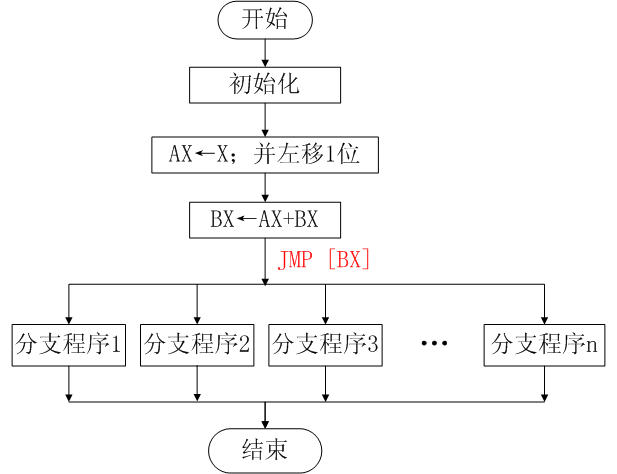 开始
初始化
AX←X；并左移1位
BX←AX+BX
JMP [BX]
分支程序1
分支程序2
分支程序3
•••
分支程序n
结束